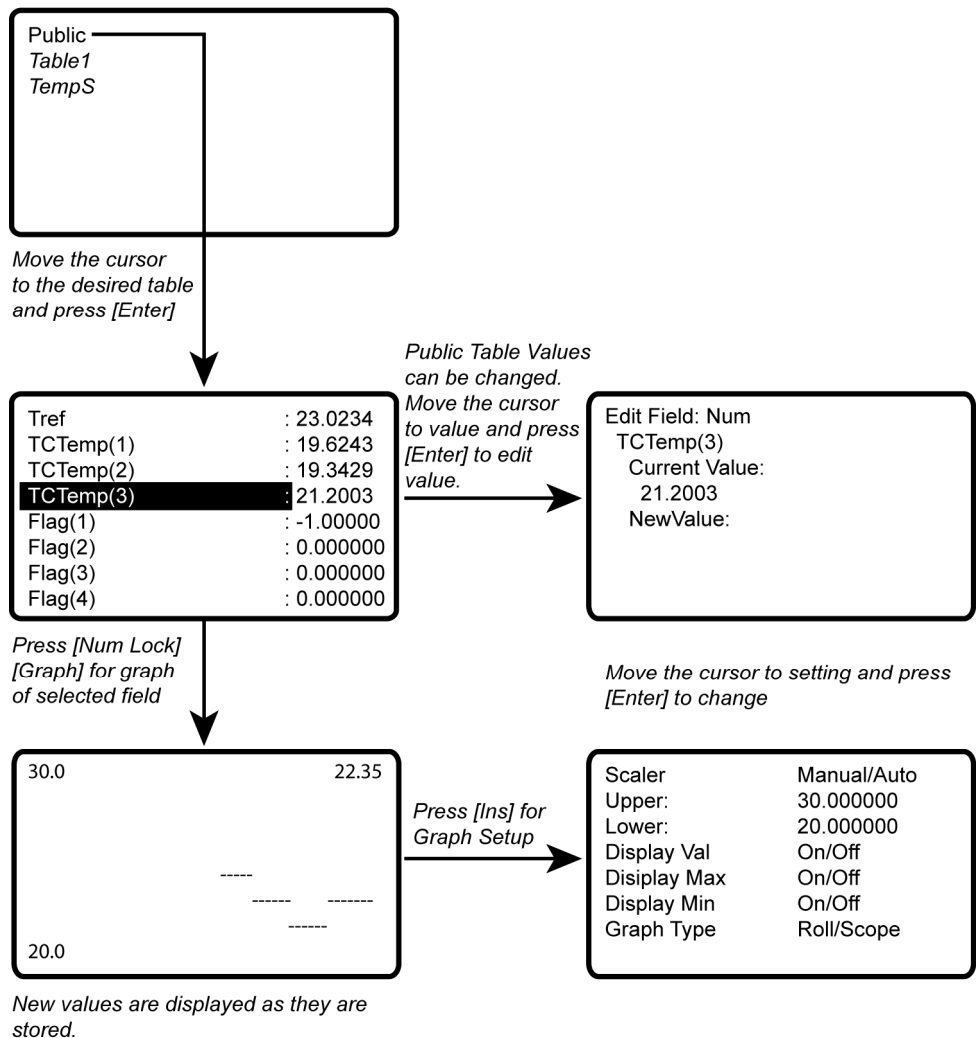 Public
Table1
TempS
Move the cursor
to the desired table
and press [Enter]
Tref : 23.0234
TCTemp(1) : 19.6243
TCTemp(2) : 19.3429
TCTemp(3) : 21.2003
Flag(1) : -1.00000
Flag(2) : 0.000000
Flag(3) : 0.000000
Flag(4) : 0.000000
Public Table Values
can be changed.
Move the cursor
to value and press
[Enter] to edit
value.
Edit Field: Num
TCTemp(3)
Current Value:
21.2003
NewValue:
Press [Num Lock]
[Graph] for graph
of selected field
Move the cursor to setting and press
[Enter] to change
30.0 22.35
20.0
Press [Ins] for
Graph Setup
Scaler Manual/Auto
Upper: 30.000000
Lower: 20.000000
Display Val On/Off
Disiplay Max On/Off
Display Min On/Off
Graph Type Roll/Scope
New values are displayed as they are
stored.